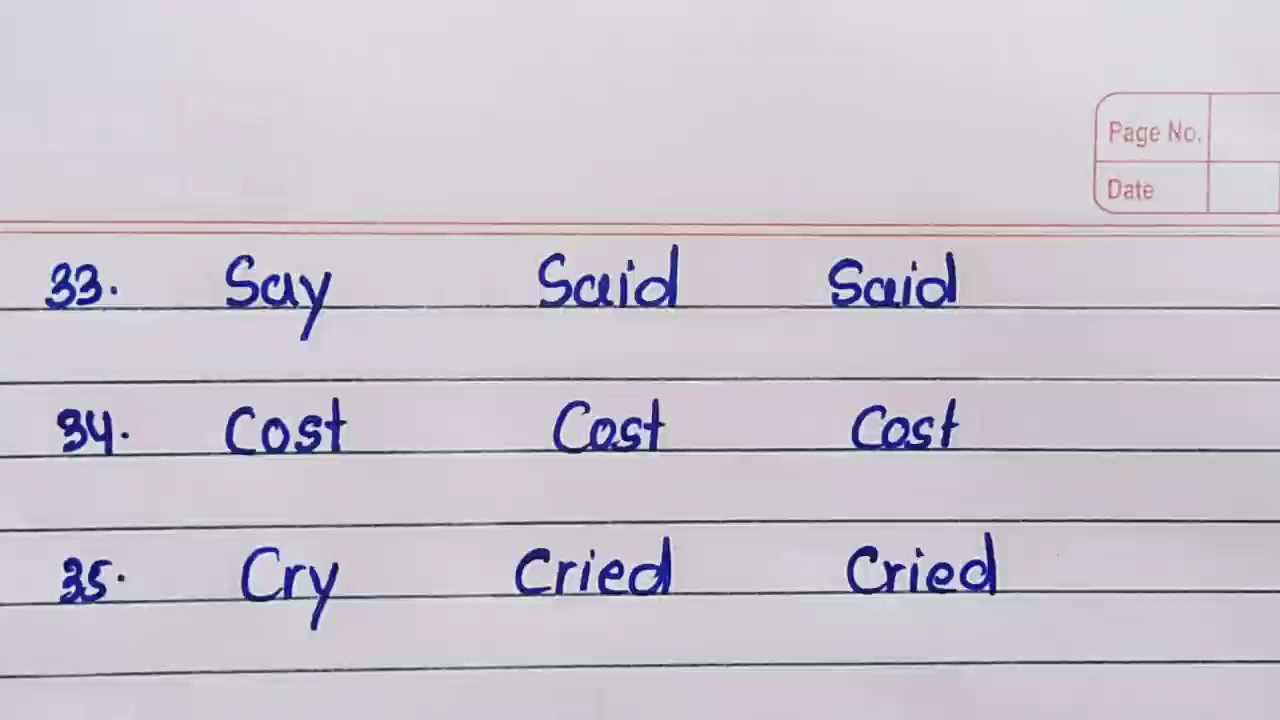 Page No.
Date
33. Say Said Said
34. Cost Cost Cost
35. Cry Cried Cried